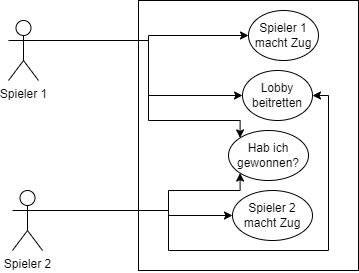 Spieler 1
macht Zug
Lobby
beitretten
Spieler 1
Hab ich
gewonnen?
Spieler 2
macht Zug
Spieler 2